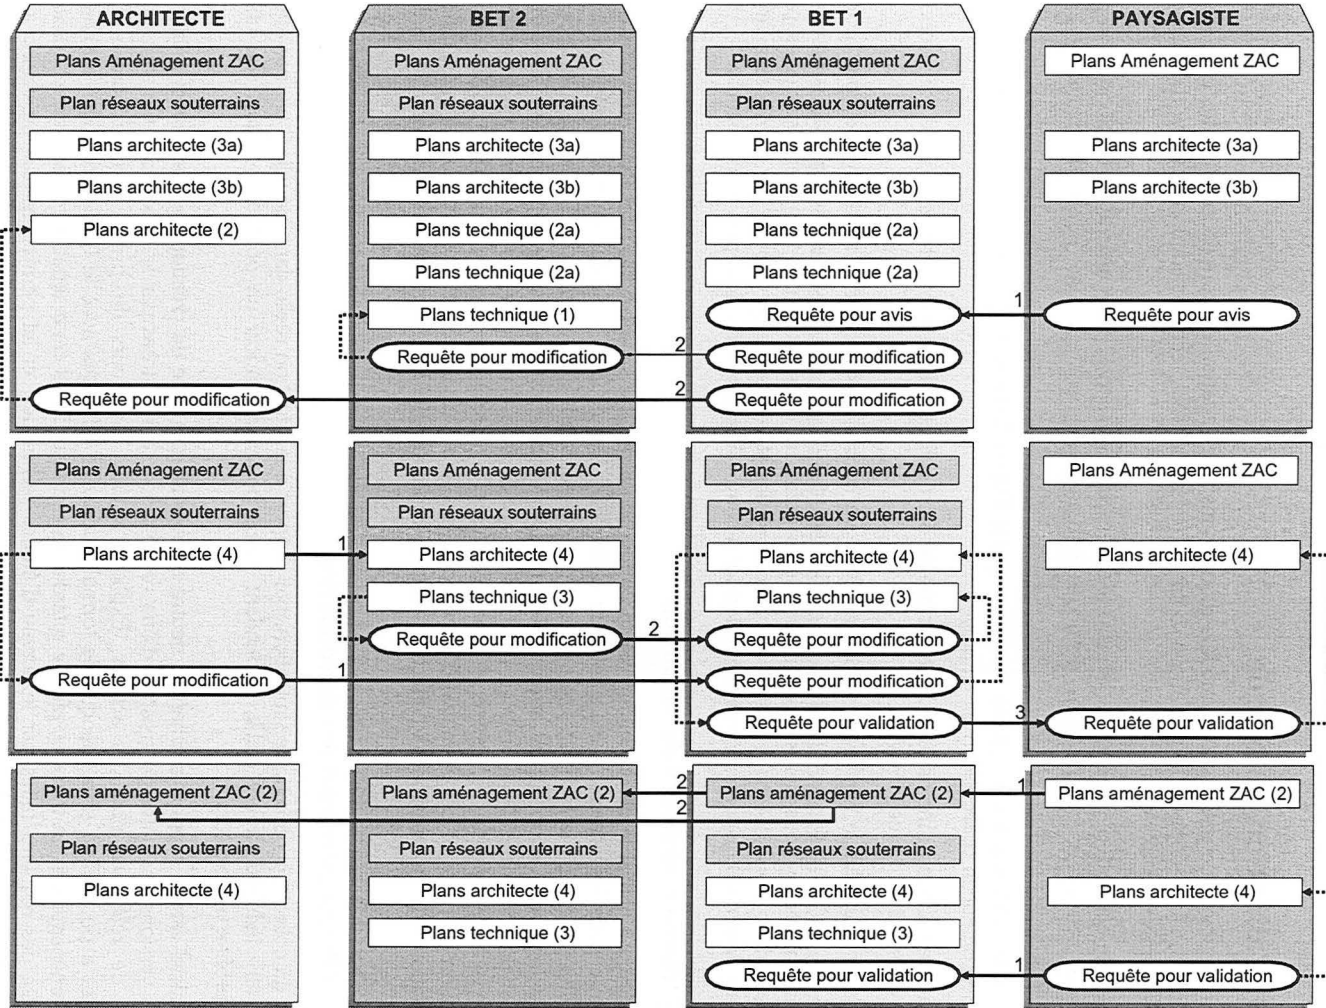 ARCHITECTE
BET 2
BET 1
PAYSAGISTE
Plans Aménagement ZAC
Plans Aménagement ZAC
Plans Aménagement ZAC
Plans Aménagement ZAC
Plan réseaux souterrains
Plan réseaux souterrains
Plan réseaux souterrains
Plans architecte (3a)
Plans architecte (3a)
Plans architecte (3a)
Plans architecte (3a)
Plans architecte (3b)
Plans architecte (3b)
Plans architecte (3b)
Plans architecte (3b)
Plans architecte (2)
Plans technique (2a)
Plans technique (2a)
Plans technique (2a)
Plans technique (2a)
Plans technique (1)
Requête pour avis
1
Requête pour avis
Requête pour modification
2
Requête pour modification
Requête pour modification
2
Requête pour modification
Plans Aménagement ZAC
Plans Aménagement ZAC
Plans Aménagement ZAC
Plans Aménagement ZAC
Plan réseaux souterrains
Plan réseaux souterrains
Plan réseaux souterrains
Plans architecte (4)
1
Plans architecte (4)
Plans architecte (4)
Plans architecte (4)
Plans technique (3)
Plans technique (3)
Requête pour modification
2
Requête pour modification
Requête pour modification
1
Requête pour modification
Requête pour validation
3
Requête pour validation
Plans aménagement ZAC (2)
Plans aménagement ZAC (2)
2
Plans aménagement ZAC (2)
1
Plans aménagement ZAC (2)
2
Plan réseaux souterrains
Plan réseaux souterrains
Plan réseaux souterrains
Plans architecte (4)
Plans architecte (4)
Plans architecte (4)
Plans architecte (4)
Plans technique (3)
Plans technique (3)
Requête pour validation
1
Requête pour validation